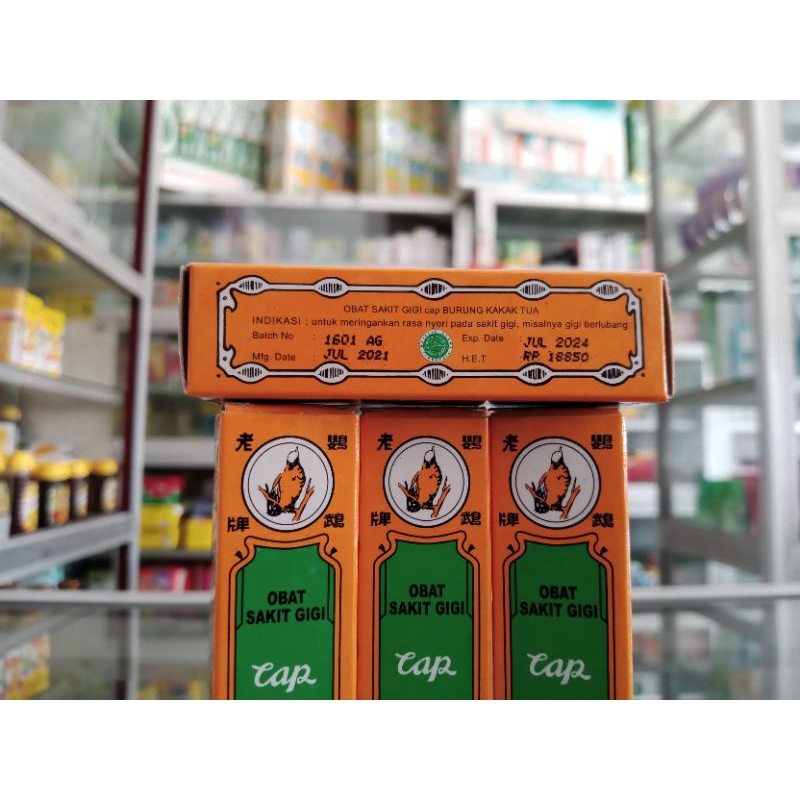 OBAT SAKIT GIGI cap BURUNG KAKAK TUA
INDIKASI : untuk meringankan rasa nyeri pada sakit gigi, misalnya gigi berlubang
Batch No : 1601 AG
Exp. Date : JUL 2024
Mfg. Date : JUL 2021
H.E.T : RP 18850
老 鸚
牌 鵡
OBAT
SAKIT GIGI
Cap
老 鸚
牌 鵡
OBAT
SAKIT GIGI
Cap
老 鸚
牌 鵡
OBAT
SAKIT GIGI
Cap